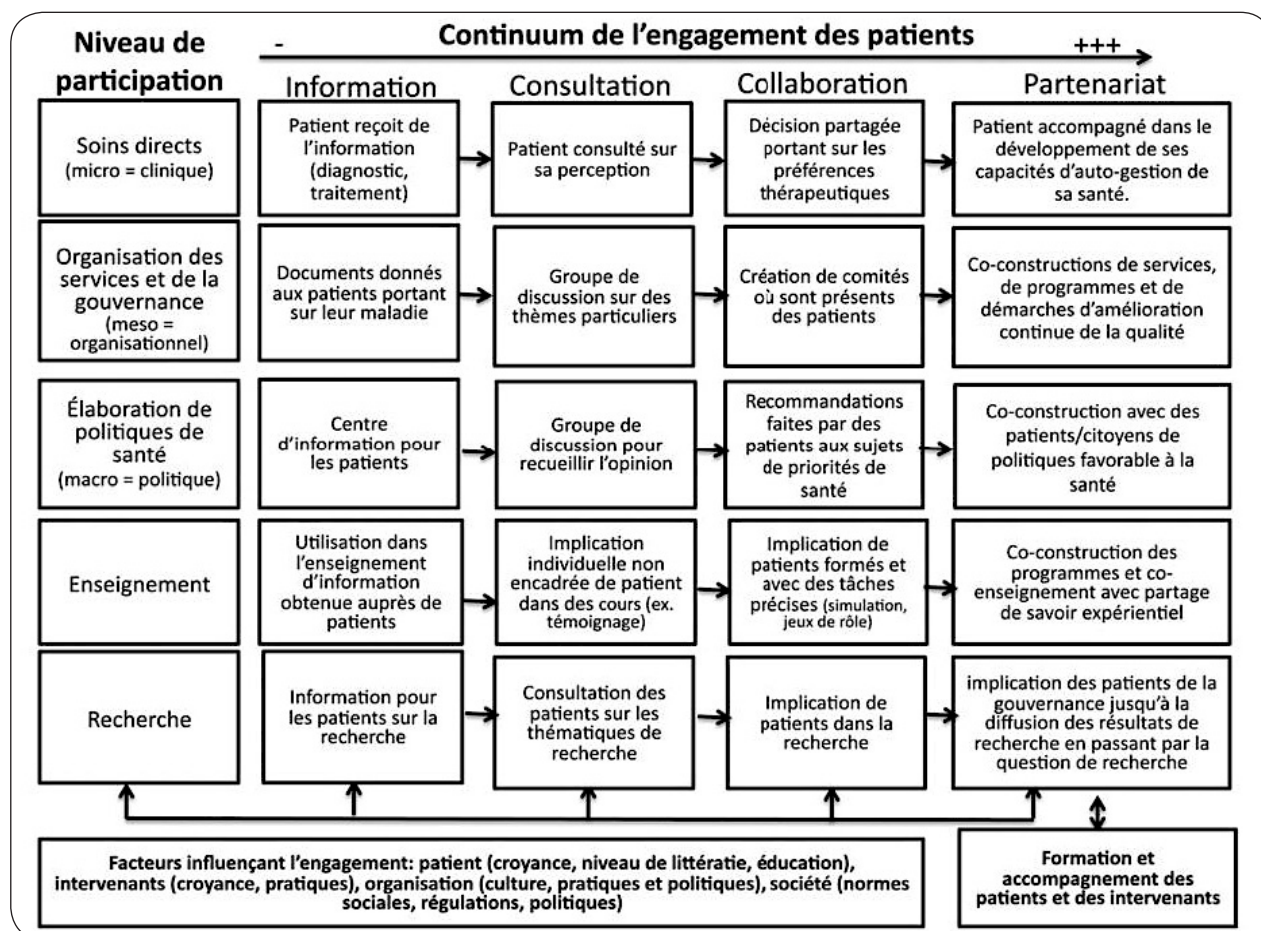 Niveau de
participation
-
Continuum de l'engagement des patients
+++
Information
Consultation
Collaboration
Partenariat
Soins directs
(micro = clinique)
Patient reçoit de
l'information
(diagnostic,
traitement)
Patient consulté sur
sa perception
Décision partagée
portant sur les
préférences
thérapeutiques
Patient accompagné dans le
développement de ses
capacités d'auto-gestion de
sa santé.
Organisation des
services et de la
gouvernance
(meso =
organisationnel)
Documents donnés
aux patients portant
sur leur maladie
Groupe de
discussion sur des
thèmes particuliers
Création de comités
où sont présents
des patients
Co-constructions de services,
de programmes et de
démarches d'amélioration
continue de la qualité
Élaboration de
politiques de
santé
(macro = politique)
Centre
d'information pour
les patients
Groupe de
discussion pour
recueillir l'opinion
Recommandations
faites par des
patients aux sujets
de priorités de
santé
Co-construction avec des
patients/citoyens de
politiques favorable à la
santé
Enseignement
Utilisation dans
l'enseignement
d'information
obtenue auprès de
patients
Implication
individuelle non
encadrée de patient
dans des cours (ex.
témoignage)
Implication de
patients formés et
avec des tâches
précises (simulation,
jeux de rôle)
Co-construction des
programmes et co-
enseignement avec partage
de savoir expérientiel
Recherche
Information pour
les patients sur la
recherche
Consultation des
patients sur les
thématiques de
recherche
Implication de
patients dans la
recherche
implication des patients de la
gouvernance jusqu'à la
diffusion des résultats de
recherche en passant par la
question de recherche
Facteurs influençant l'engagement: patient (croyance, niveau de littératie, éducation),
intervenants (croyance, pratiques), organisation (culture, pratiques et politiques), société (normes
sociales, régulations, politiques)
Formation et
accompagnement des
patients et des intervenants